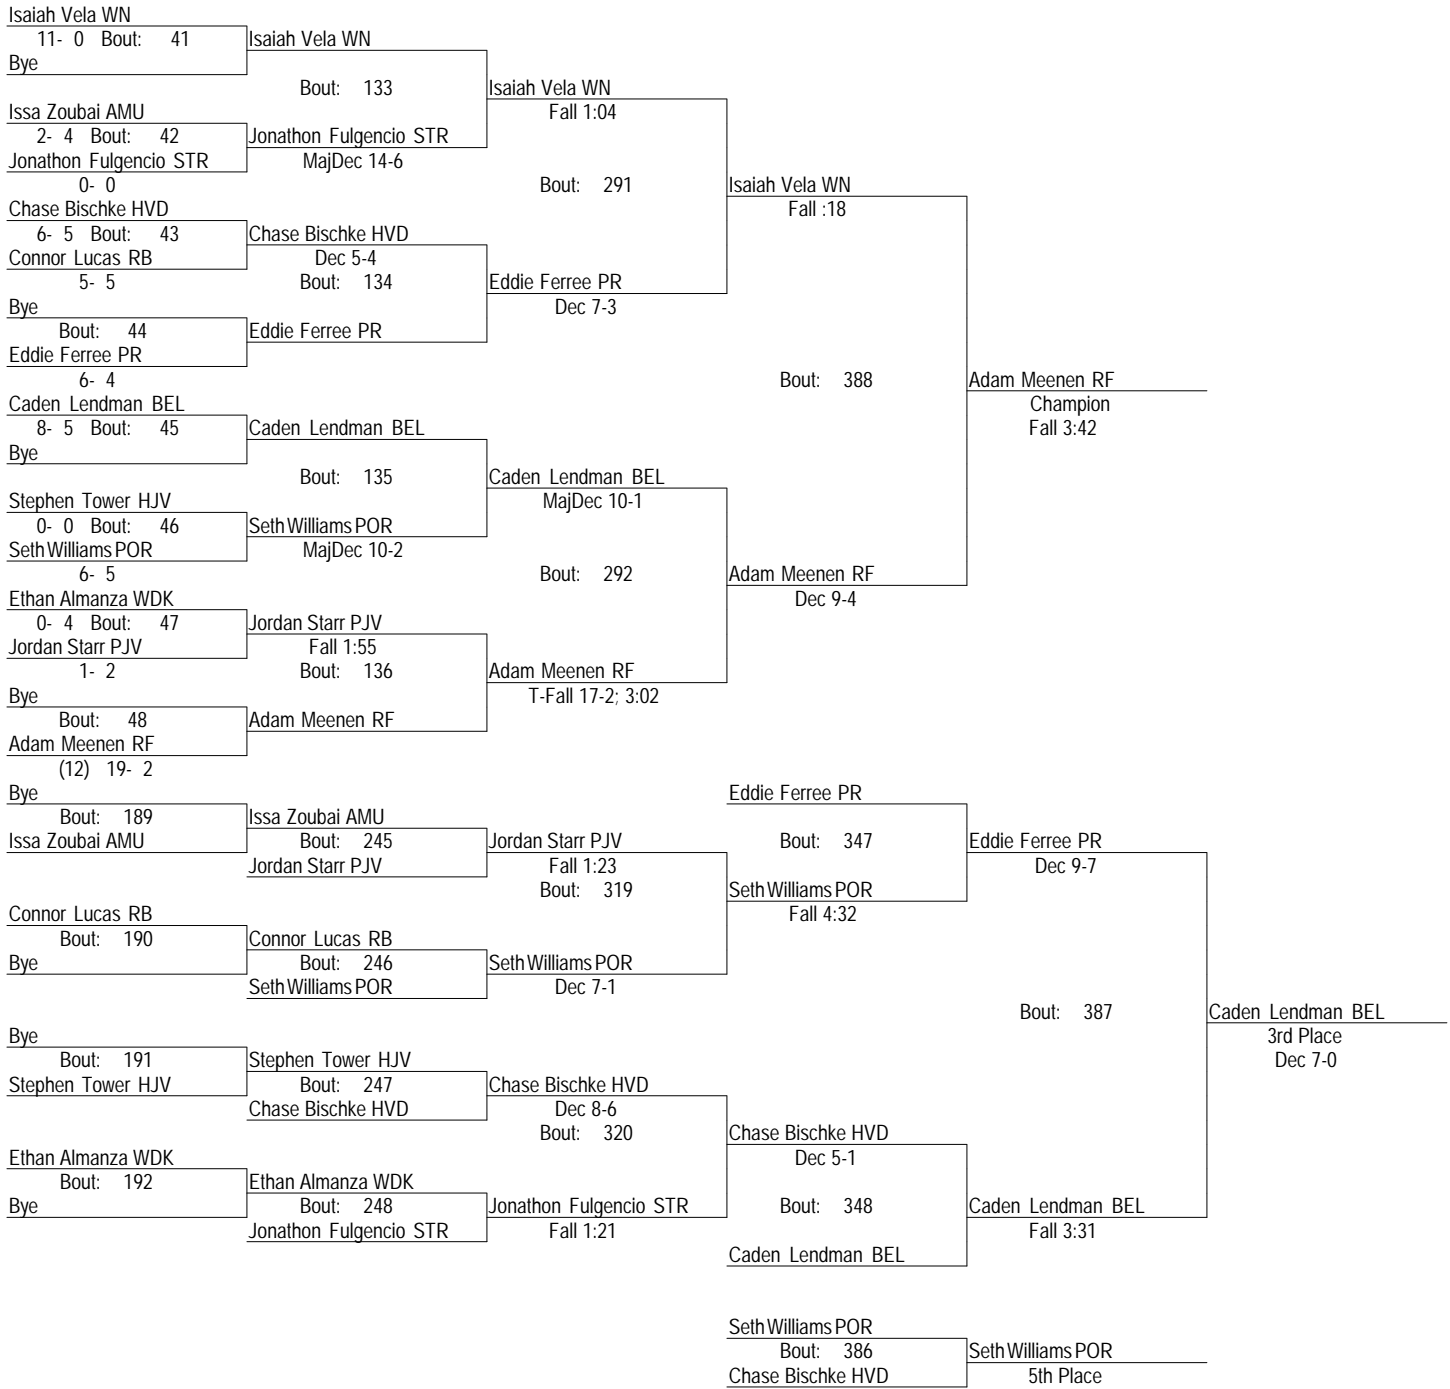 Isaiah Vela WN
11- 0 Bout: 41
Bye
Isaiah Vela WN
Bout: 133
Issa Zoubai AMU
2- 4 Bout: 42
Jonathon Fulgencio STR
0- 0
Jonathon Fulgencio STR
MajDec 14-6
Isaiah Vela WN
Fall 1:04
Bout: 291
Chase Bischke HVD
6- 5 Bout: 43
Connor Lucas RB
5- 5
Chase Bischke HVD
Dec 5-4
Bout: 134
Bye
Bout: 44
Eddie Ferree PR
6- 4
Eddie Ferree PR
Eddie Ferree PR
Dec 7-3
Isaiah Vela WN
Fall :18
Bout: 388
Caden Lendman BEL
8- 5 Bout: 45
Bye
Caden Lendman BEL
Bout: 135
Stephen Tower HJV
0- 0 Bout: 46
Seth Williams POR
6- 5
Seth Williams POR
MajDec 10-2
Caden Lendman BEL
MajDec 10-1
Bout: 292
Ethan Almanza WDK
0- 4 Bout: 47
Jordan Starr PJV
1- 2
Jordan Starr PJV
Fall 1:55
Bout: 136
Bye
Bout: 48
Adam Meenen RF
(12) 19- 2
Adam Meenen RF
Adam Meenen RF
T-Fall 17-2; 3:02
Adam Meenen RF
Dec 9-4
Adam Meenen RF
Champion
Fall 3:42
Bye
Bout: 189
Issa Zoubai AMU
Issa Zoubai AMU
Bout: 245
Jordan Starr PJV
Jordan Starr PJV
Fall 1:23
Bout: 319
Connor Lucas RB
Bout: 190
Bye
Connor Lucas RB
Bout: 246
Seth Williams POR
Seth Williams POR
Dec 7-1
Eddie Ferree PR
Bout: 347
Seth Williams POR
Fall 4:32
Eddie Ferree PR
Dec 9-7
Bout: 387
Bye
Bout: 191
Stephen Tower HJV
Stephen Tower HJV
Bout: 247
Chase Bischke HVD
Chase Bischke HVD
Dec 8-6
Bout: 320
Ethan Almanza WDK
Bout: 192
Bye
Ethan Almanza WDK
Bout: 248
Jonathon Fulgencio STR
Jonathon Fulgencio STR
Fall 1:21
Chase Bischke HVD
Dec 5-1
Bout: 348
Caden Lendman BEL
Caden Lendman BEL
Fall 3:31
Caden Lendman BEL
3rd Place
Dec 7-0
Seth Williams POR
Bout: 386
Chase Bischke HVD
Seth Williams POR
5th Place